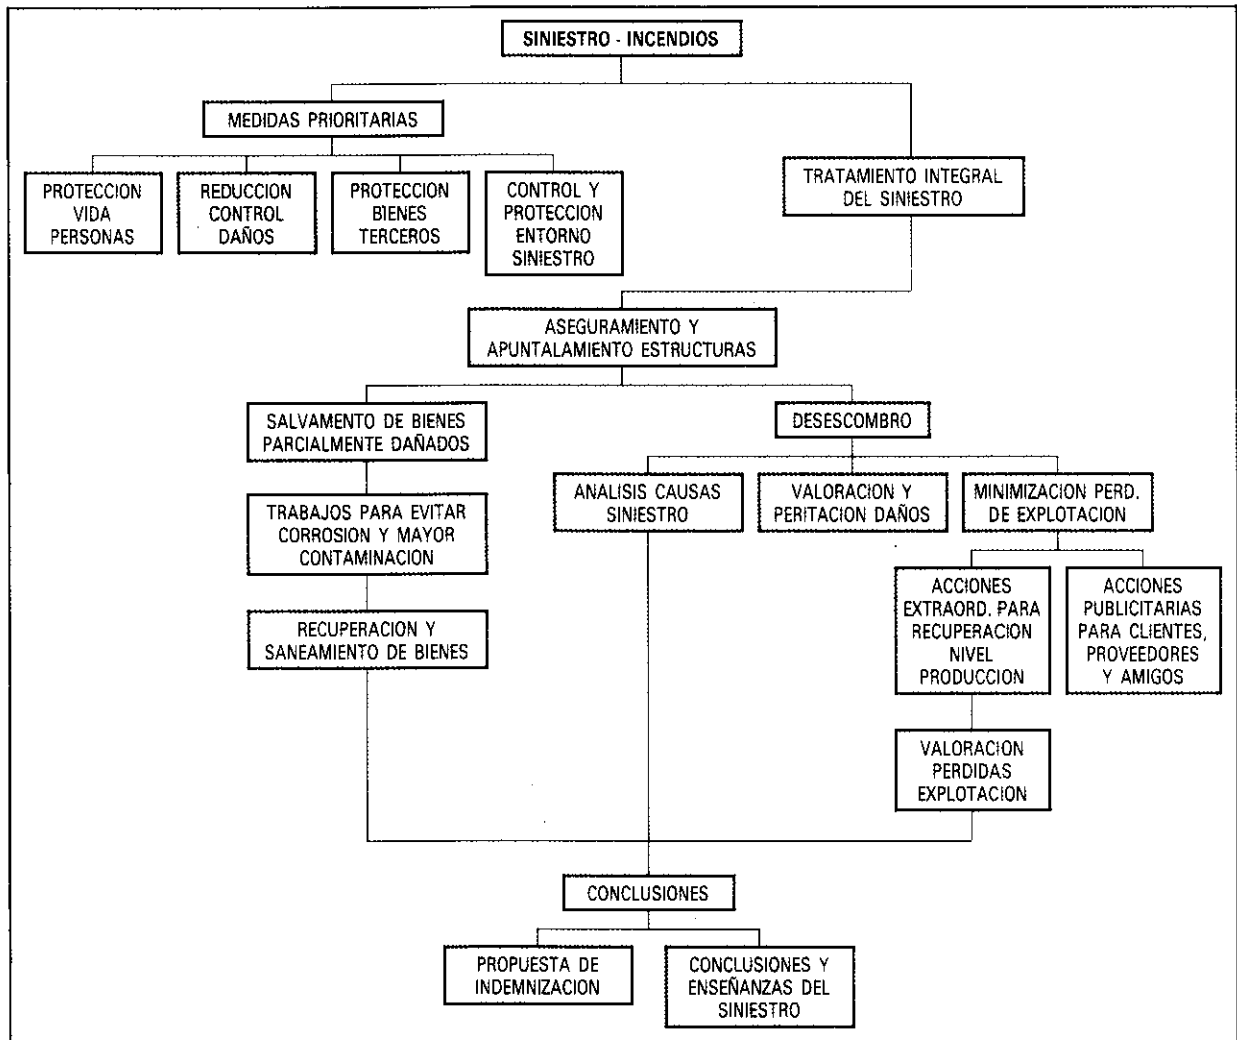 SINIESTRO - INCENDIOS
MEDIDAS PRIORITARIAS
PROTECCION
VIDA
PERSONAS
REDUCCION
CONTROL
DAÑOS
PROTECCION
BIENES
TERCEROS
CONTROL Y
PROTECCION
ENTORNO
SINIESTRO
TRATAMIENTO INTEGRAL
DEL SINIESTRO
ASEGURAMIENTO Y
APUNTALAMIENTO ESTRUCTURAS
SALVAMENTO DE BIENES
PARCIALMENTE DAÑADOS
DESESCOMBRO
TRABAJOS PARA EVITAR
CORROSION Y MAYOR
CONTAMINACION
ANALISIS CAUSAS
SINIESTRO
VALORACION Y
PERITACION DAÑOS
MINIMIZACION PERD.
DE EXPLOTACION
RECUPERACION Y
SANEAMIENTO DE BIENES
ACCIONES
EXTRAORD. PARA
RECUPERACION
NIVEL
PRODUCCION
ACCIONES
PUBLICITARIAS
PARA CLIENTES,
PROVEEDORES
Y AMIGOS
VALORACION
PERDIDAS
EXPLOTACION
CONCLUSIONES
PROPUESTA DE
INDEMNIZACION
CONCLUSIONES Y
ENSEÑANZAS DEL
SINIESTRO